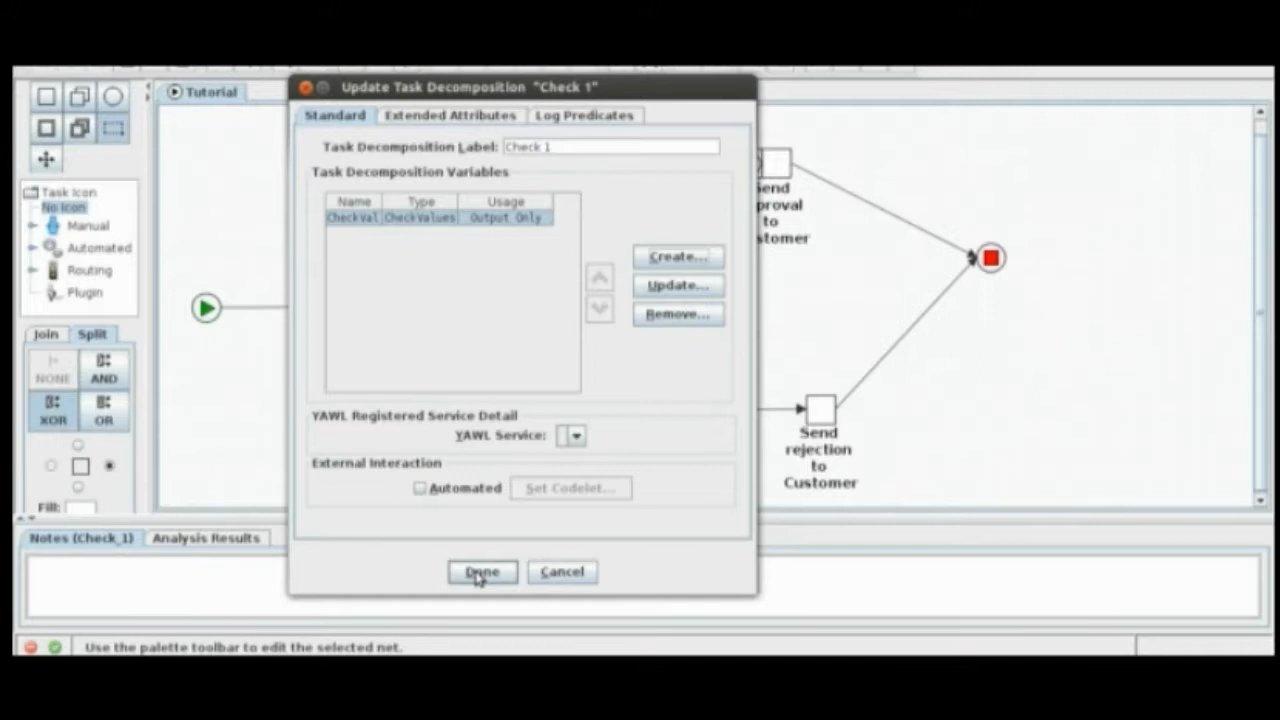 Update Task Decomposition "Check 1"
Tutorial
Standard
Extended Attributes
Log Predicates
Task Decomposition Label:
Check 1
Task Decomposition Variables
Name
Type
Usage
CheckVal
CheckValues
Output Only
Create...
Update...
Remove...
YAWL Registered Service Detail
YAWL Service:
External Interaction
Automated
Set Codelet...
Done
Cancel
Task Icon
No Icon
Manual
Automated
Routing
Plugin
Join
Split
NONE
AND
XOR
OR
Fill:
to
Send
rejection
to
Customer
Notes (Check_1)
Analysis Results
Use the palette toolbar to edit the selected net.